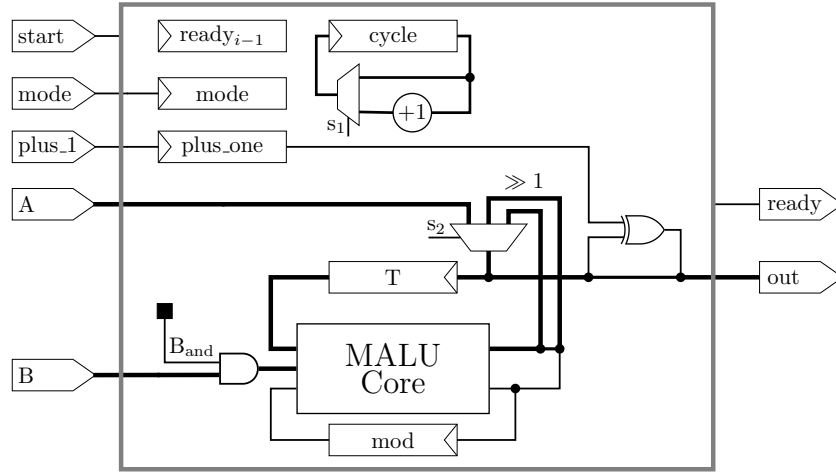 start
ready_{i−1}
cycle
mode
mode
+1
s_1
plus_1
plus_one
≫ 1
A
ready
s_2
T
out
B_and
MALU
Core
B
mod